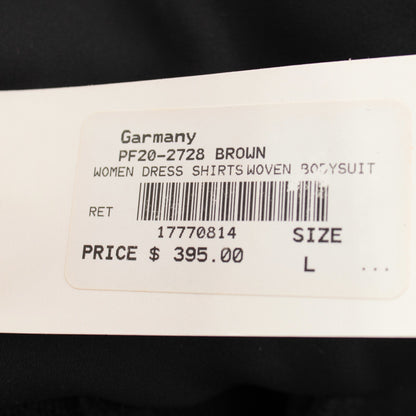 Garmany
PF20-2728 BROWN
WOMEN DRESS SHIRTS WOVEN BODYSUIT
RET
17770814
SIZE
PRICE $ 395.00
L ...